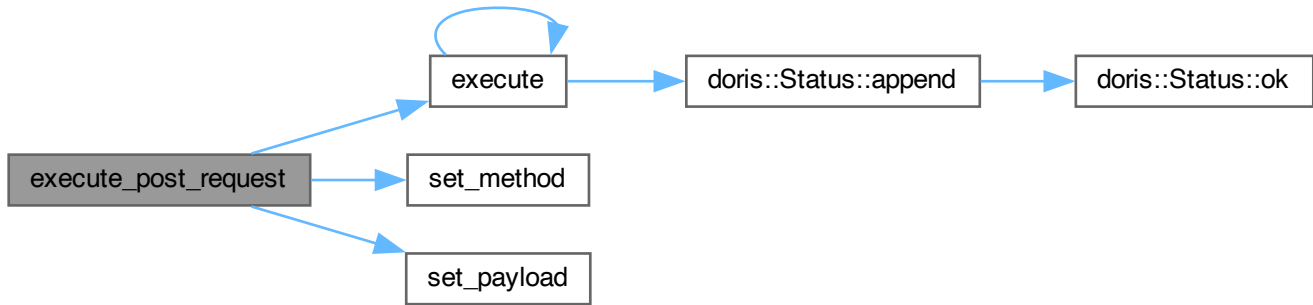 execute
doris::Status::append
doris::Status::ok
execute_post_request
set_method
set_payload